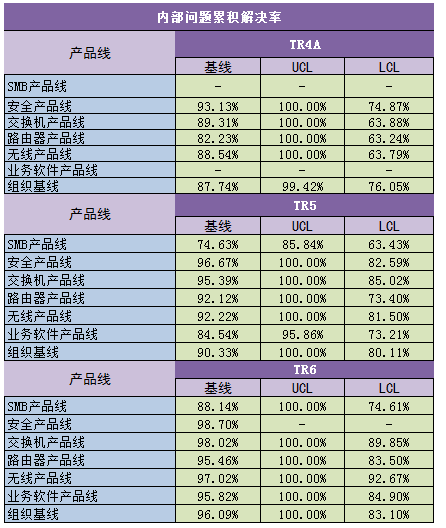 内部问题累积解决率
产品线 TR4A
基线 UCL LCL
SMB产品线 – – –
安全产品线 93.13% 100.00% 74.87%
交换机产品线 89.31% 100.00% 63.88%
路由器产品线 82.23% 100.00% 63.24%
无线产品线 88.54% 100.00% 63.79%
业务软件产品线 – – –
组织基线 87.74% 99.42% 76.05%
产品线 TR5
基线 UCL LCL
SMB产品线 74.63% 85.84% 63.43%
安全产品线 96.67% 100.00% 82.59%
交换机产品线 95.39% 100.00% 85.02%
路由器产品线 92.12% 100.00% 73.40%
无线产品线 92.22% 100.00% 81.50%
业务软件产品线 84.54% 95.86% 73.21%
组织基线 90.33% 100.00% 80.11%
产品线 TR6
基线 UCL LCL
SMB产品线 88.14% 100.00% 74.61%
安全产品线 98.70% – –
交换机产品线 98.02% 100.00% 89.85%
路由器产品线 95.46% 100.00% 83.50%
无线产品线 97.02% 100.00% 92.67%
业务软件产品线 95.82% 100.00% 84.90%
组织基线 96.09% 100.00% 83.10%